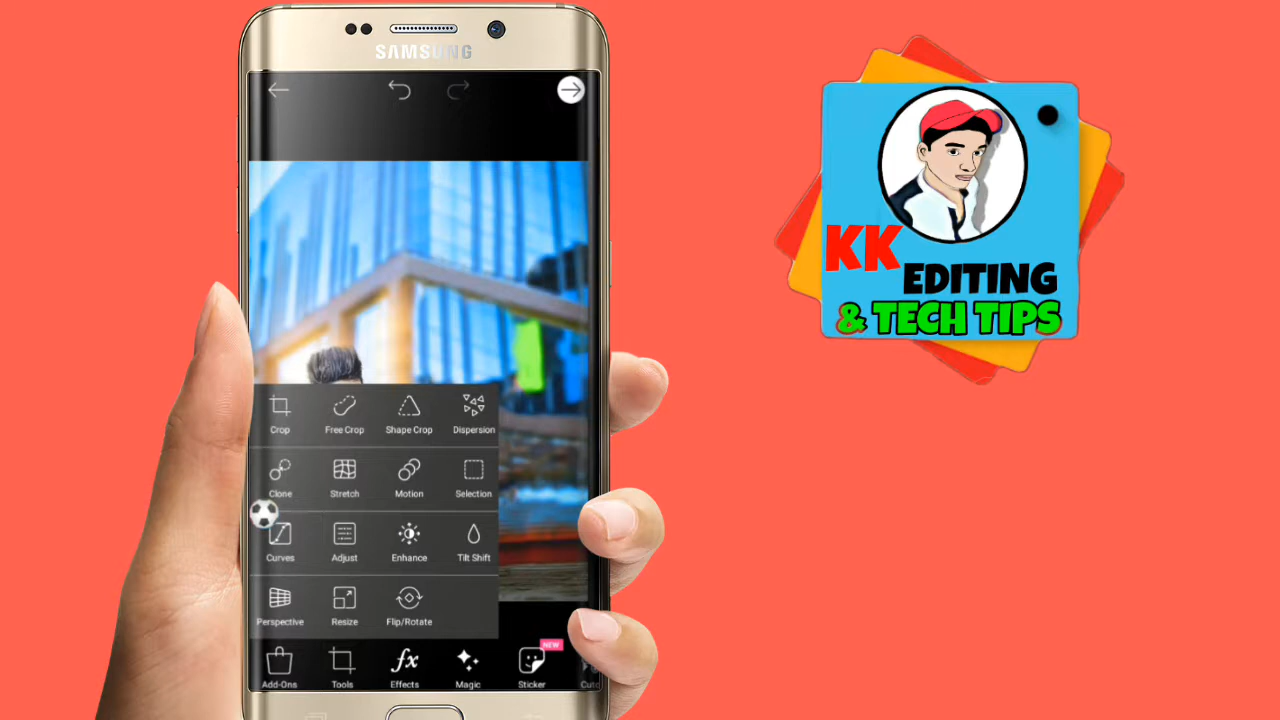 SAMSUNG
KK
EDITING
& TECH TIPS
Crop Free Crop Shape Crop Dispersion
Clone Stretch Motion Selection
Curves Adjust Enhance Tilt Shift
Perspective Resize Flip/Rotate
NEW
Add-Ons Tools Effects Magic Sticker